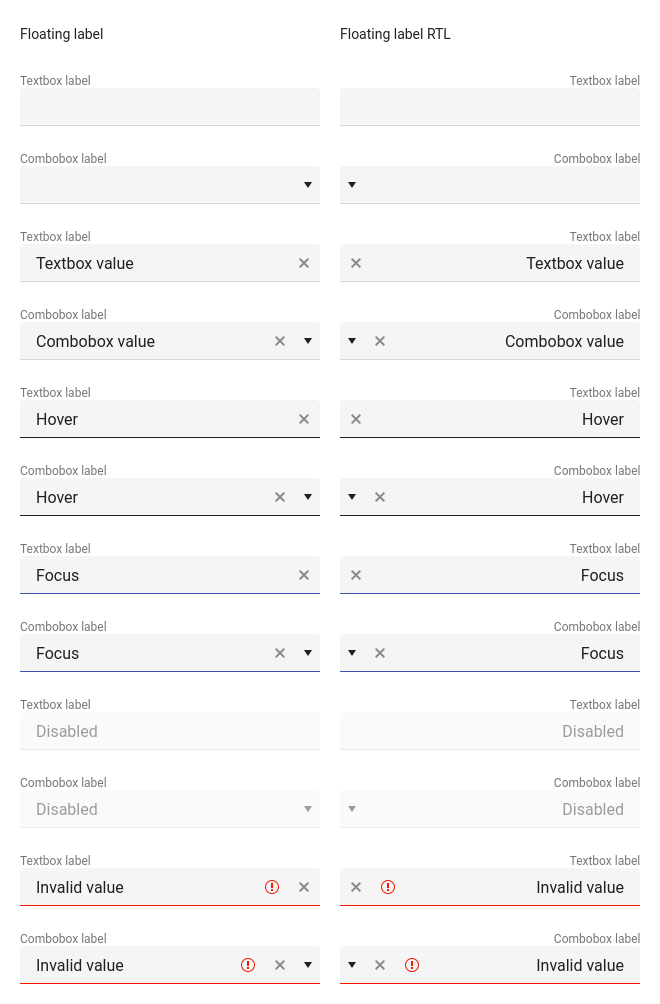 Floating label
Floating label RTL
Textbox label
Textbox label
Combobox label
Combobox label
Textbox label
Textbox label
Textbox value
Textbox value
Combobox label
Combobox label
Combobox value
Combobox value
Textbox label
Textbox label
Hover
Hover
Combobox label
Combobox label
Hover
Hover
Textbox label
Textbox label
Focus
Focus
Combobox label
Combobox label
Focus
Focus
Textbox label
Textbox label
Disabled
Disabled
Combobox label
Combobox label
Disabled
Disabled
Textbox label
Textbox label
Invalid value
Invalid value
Combobox label
Combobox label
Invalid value
Invalid value